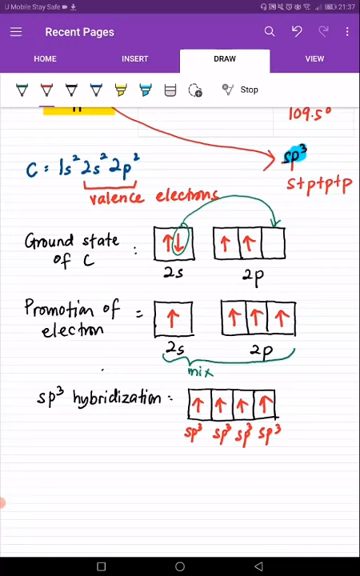 U Mobile Stay Safe
21:37
Recent Pages
HOME INSERT DRAW VIEW
Stop
109.5°
sp³
s+p+p+p
C = 1s² 2s² 2p²
valence electrons
Ground state of C :
2s 2p
Promotion of electron =
2s 2p
mix
sp³ hybridization :
sp³ sp³ sp³ sp³